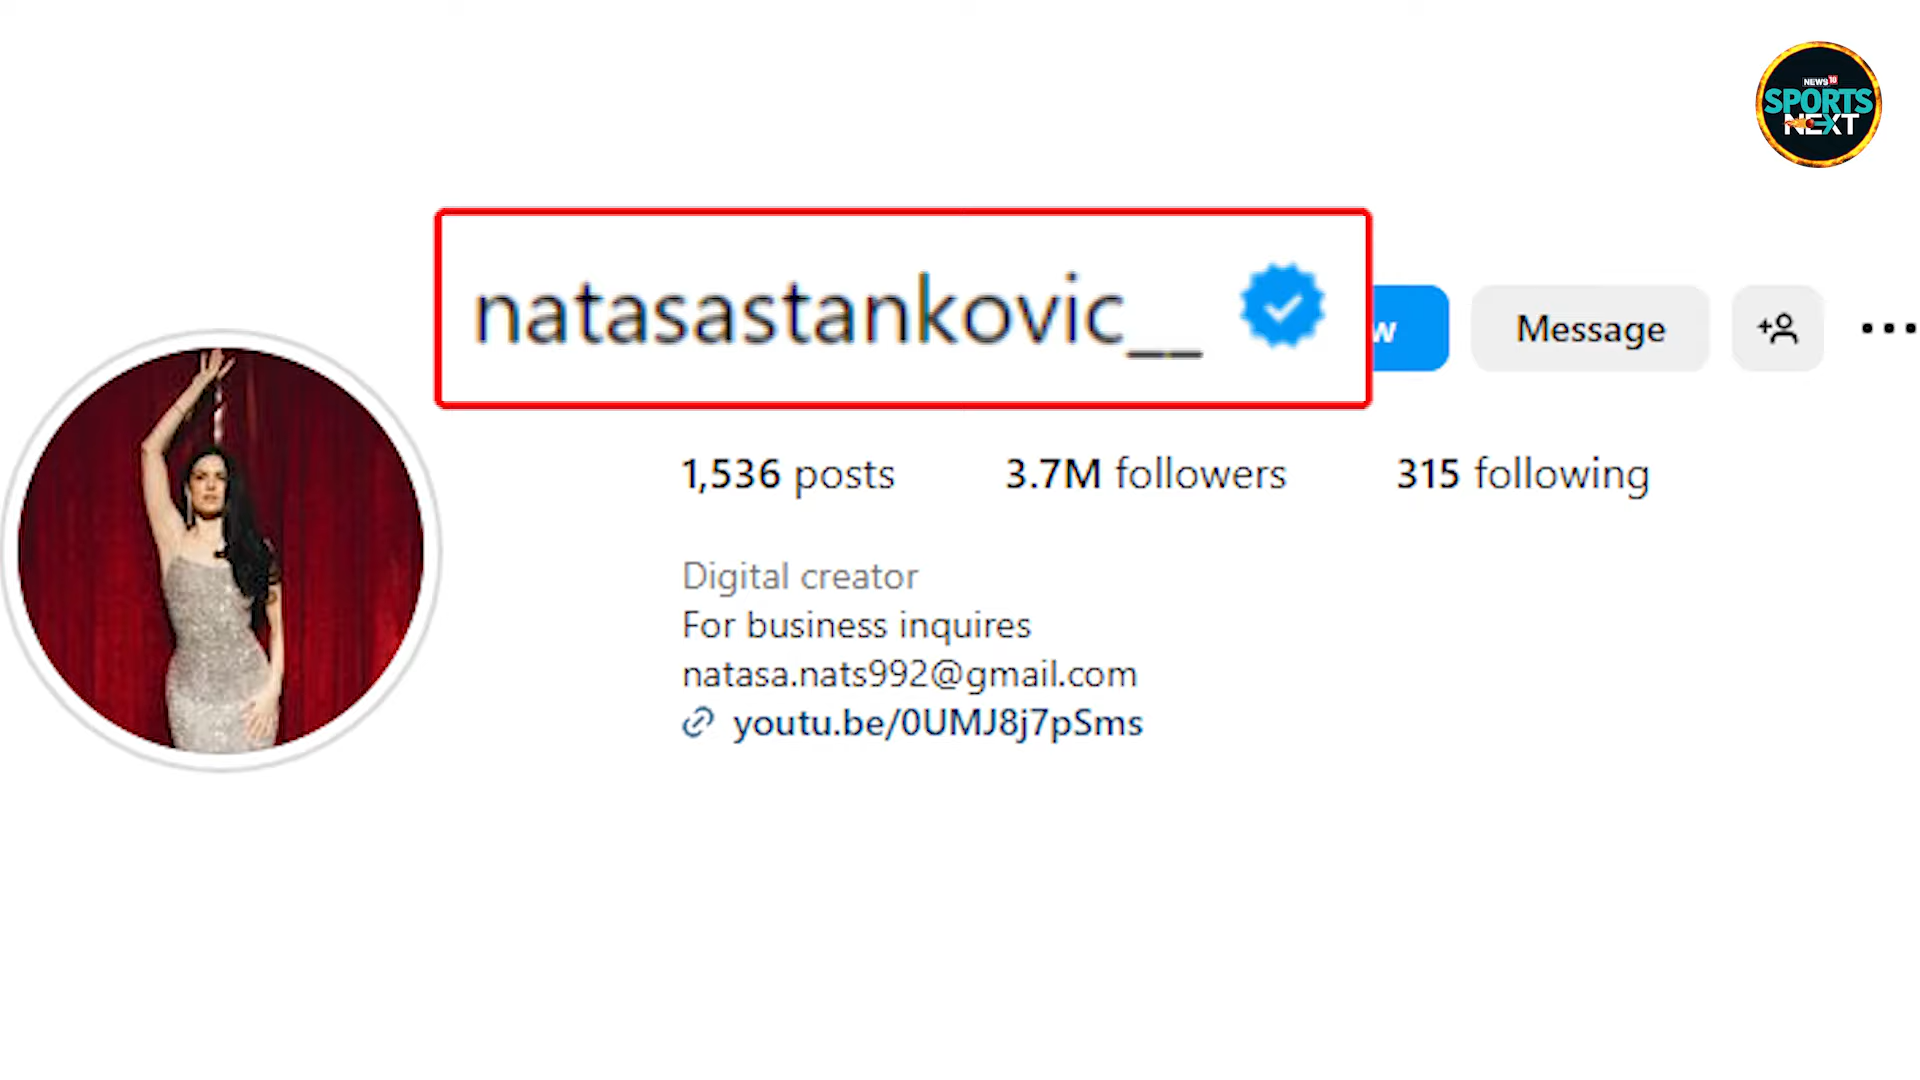 NEWS18
SPORTS
NEXT
natasastankovic__
w
Message
1,536 posts 3.7M followers 315 following
Digital creator
For business inquires
natasa.nats992@gmail.com
youtu.be/0UMJ8j7pSms